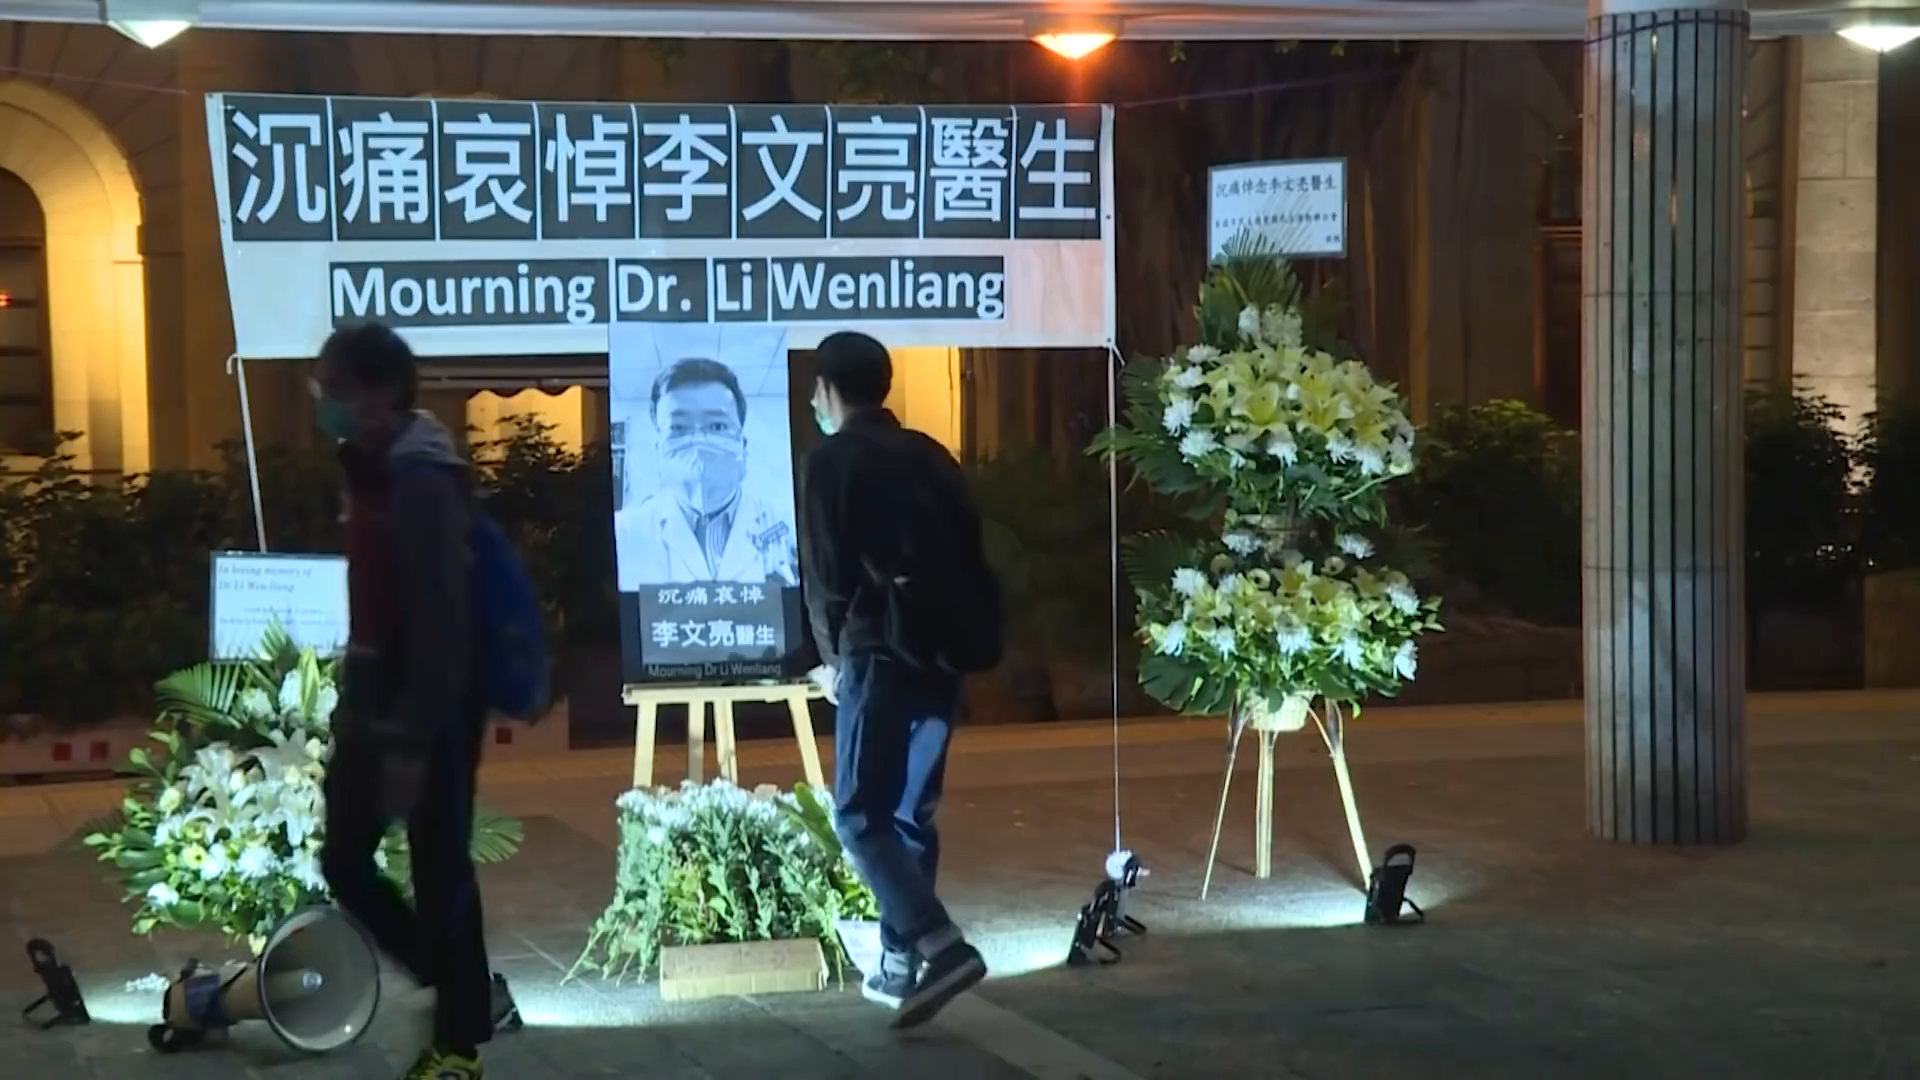 沉痛哀悼李文亮醫生
Mourning Dr. Li Wenliang
沉痛悼念李文亮醫生
In loving memory of
Dr Li Wen-liang
沉痛哀悼
李文亮醫生
Mourning Dr Li Wenliang